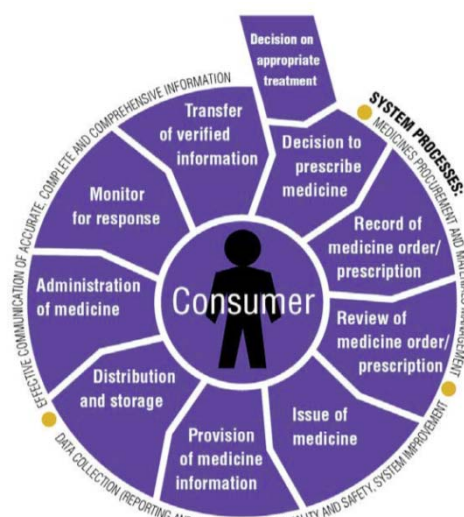 Decision on
appropriate
treatment
Decision to
prescribe
medicine
Record of
medicine order/
prescription
Review of
medicine order/
prescription
Issue of
medicine
Provision
of medicine
information
Distribution
and storage
Administration
of medicine
Monitor
for response
Transfer
of verified
information
Consumer
SYSTEM PROCESSES:
MEDICINES PROCUREMENT AND MATERIALS MANAGEMENT
DATA COLLECTION (REPORTING AN
ALITY AND SAFETY, SYSTEM IMPROVEMENT
EFFECTIVE COMMUNICATION OF ACCURATE, COMPLETE AND COMPREHENSIVE INFORMATION